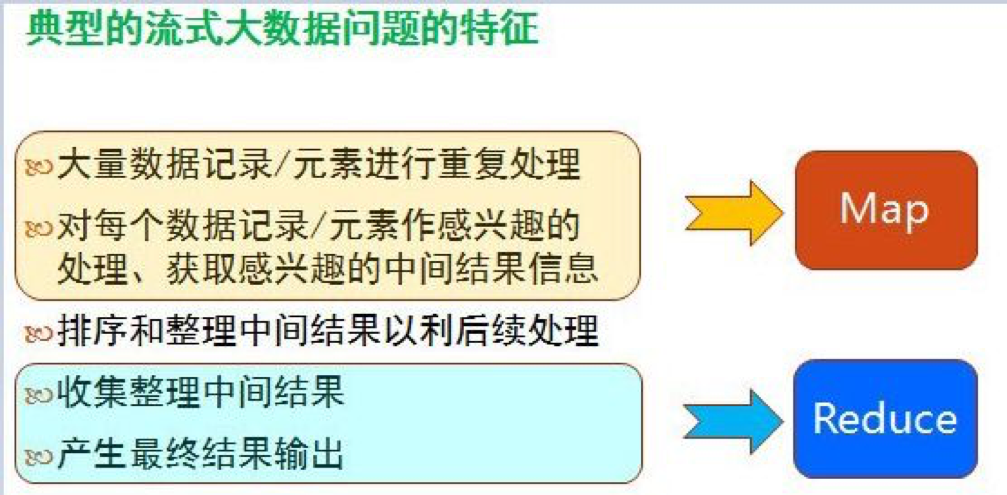 典型的流式大数据问题的特征
大量数据记录/元素进行重复处理
对每个数据记录/元素作感兴趣的
处理、获取感兴趣的中间结果信息
Map
排序和整理中间结果以利后续处理
收集整理中间结果
产生最终结果输出
Reduce